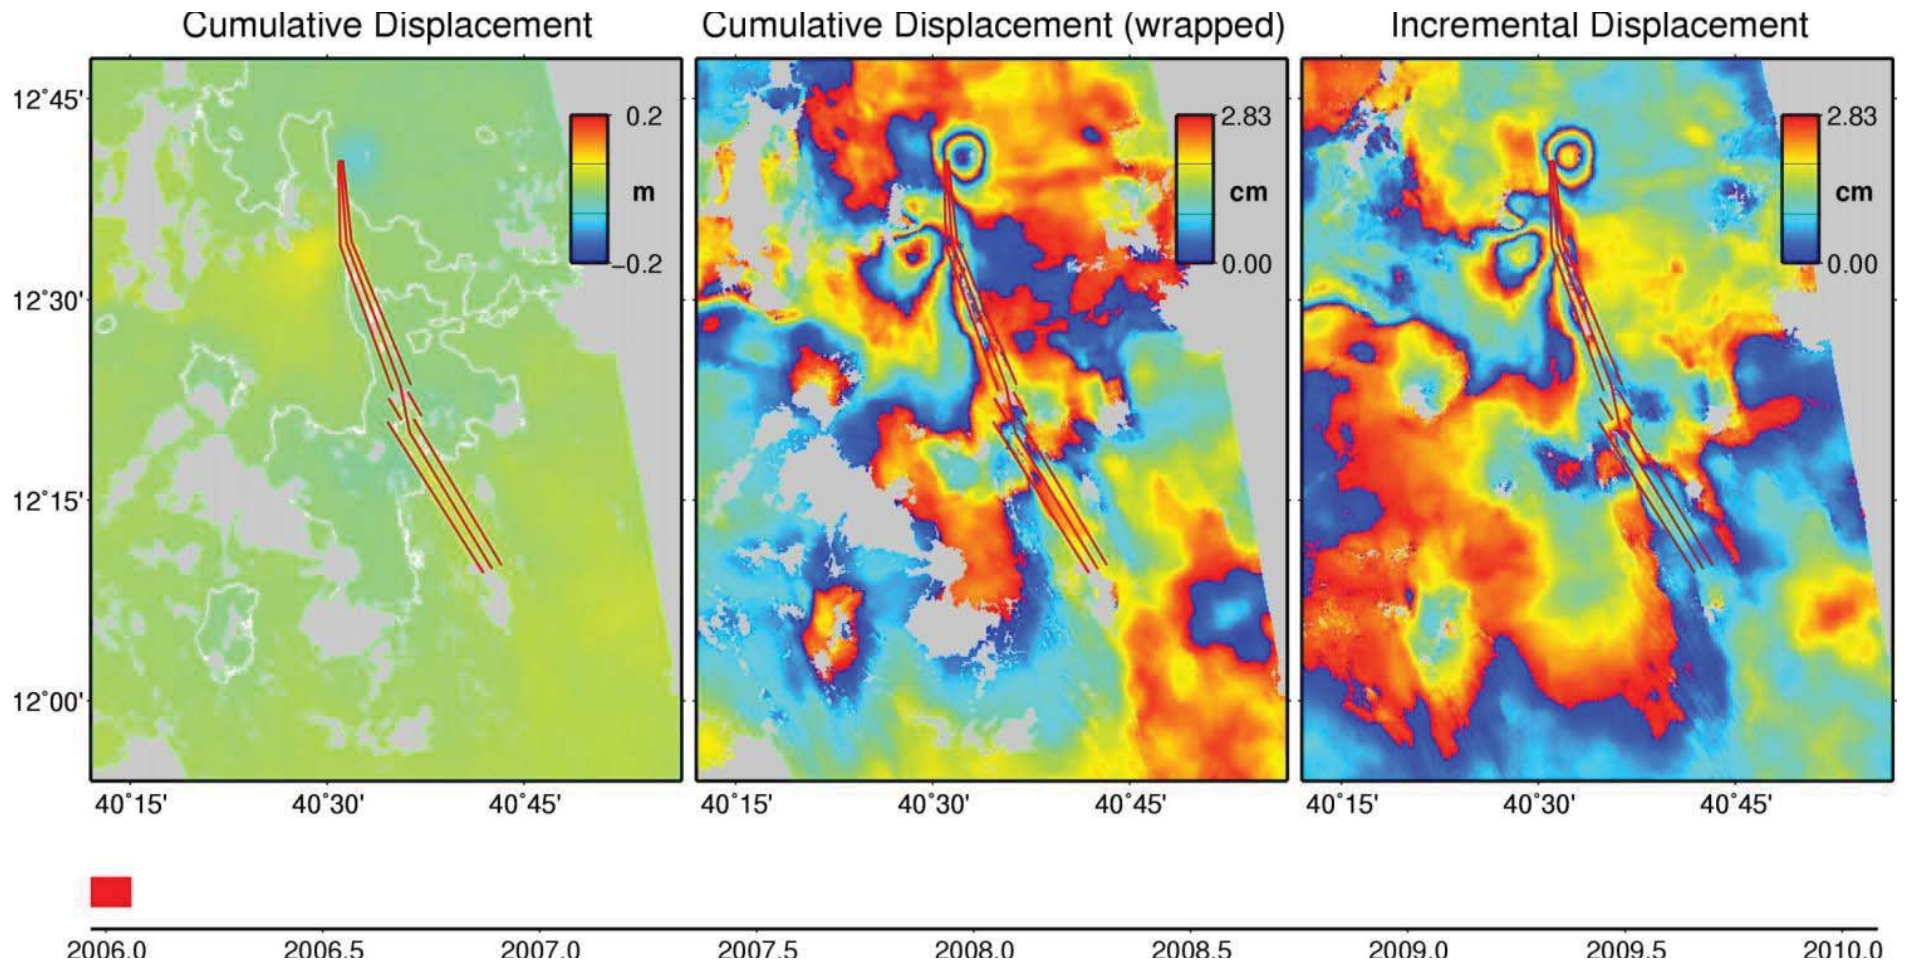 Cumulative Displacement
Cumulative Displacement (wrapped)
Incremental Displacement
12°45'
12°30'
12°15'
12°00'
0.2
m
−0.2
2.83
cm
0.00
2.83
cm
0.00
40°15' 40°30' 40°45'
40°15' 40°30' 40°45'
40°15' 40°30' 40°45'
2006.0 2006.5 2007.0 2007.5 2008.0 2008.5 2009.0 2009.5 2010.0